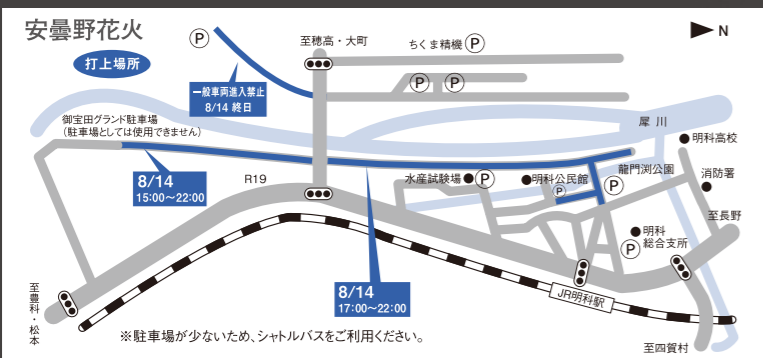 安曇野花火
打上場所
P
至穂高・大町
ちくま精機 P
N
一般車両進入禁止
8/14 終日
P P
御宝田グランド駐車場
(駐車場としては使用できません)
犀 川
明科高校
8/14
15:00～22:00
R19
水産試験場 P
明科公民館
P
龍門渕公園
P
消防署
至長野
明科
総合支所
P
至豊科・松本
8/14
17:00～22:00
JR明科駅
※駐車場が少ないため、シャトルバスをご利用ください。
至四賀村